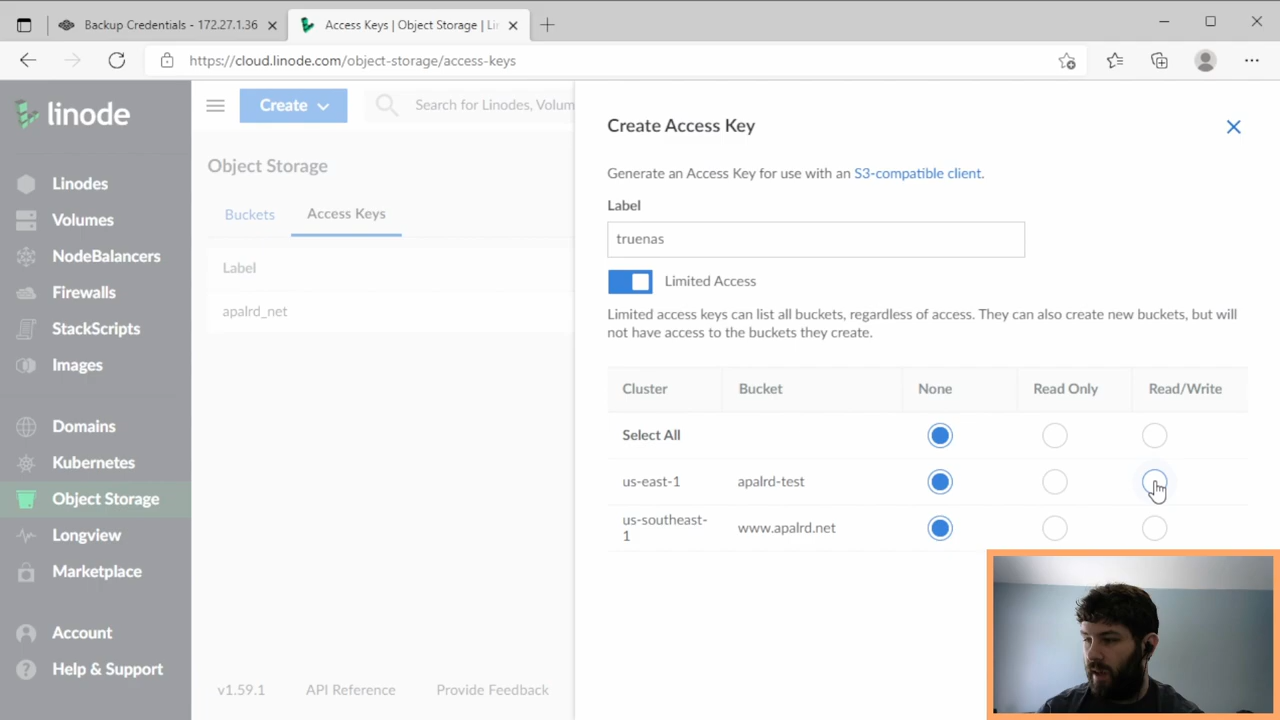 Backup Credentials - 172.27.1.36
Access Keys | Object Storage | Lin
https://cloud.linode.com/object-storage/access-keys
linode
Linodes
Volumes
NodeBalancers
Firewalls
StackScripts
Images
Domains
Kubernetes
Object Storage
Longview
Marketplace
Account
Help & Support
Create
Search for Linodes, Volum
Object Storage
Buckets
Access Keys
Label
apalrd_net
v1.59.1
API Reference
Provide Feedback
Create Access Key
Generate an Access Key for use with an S3-compatible client.
Label
truenas
Limited Access
Limited access keys can list all buckets, regardless of access. They can also create new buckets, but will
not have access to the buckets they create.
Cluster Bucket None Read Only Read/Write
Select All
us-east-1 apalrd-test
us-southeast-
1
www.apalrd.net